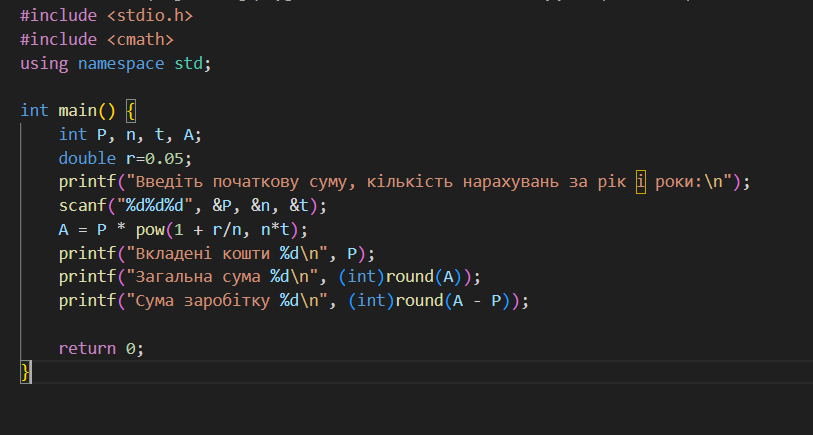 #include <stdio.h>
#include <cmath>
using namespace std;
int main() {
int P, n, t, A;
double r=0.05;
printf("Введіть початкову суму, кількість нарахувань за рік і роки:\n");
scanf("%d%d%d", &P, &n, &t);
A = P * pow(1 + r/n, n*t);
printf("Вкладені кошти %d\n", P);
printf("Загальна сума %d\n", (int)round(A));
printf("Сума заробітку %d\n", (int)round(A - P));
return 0;
}